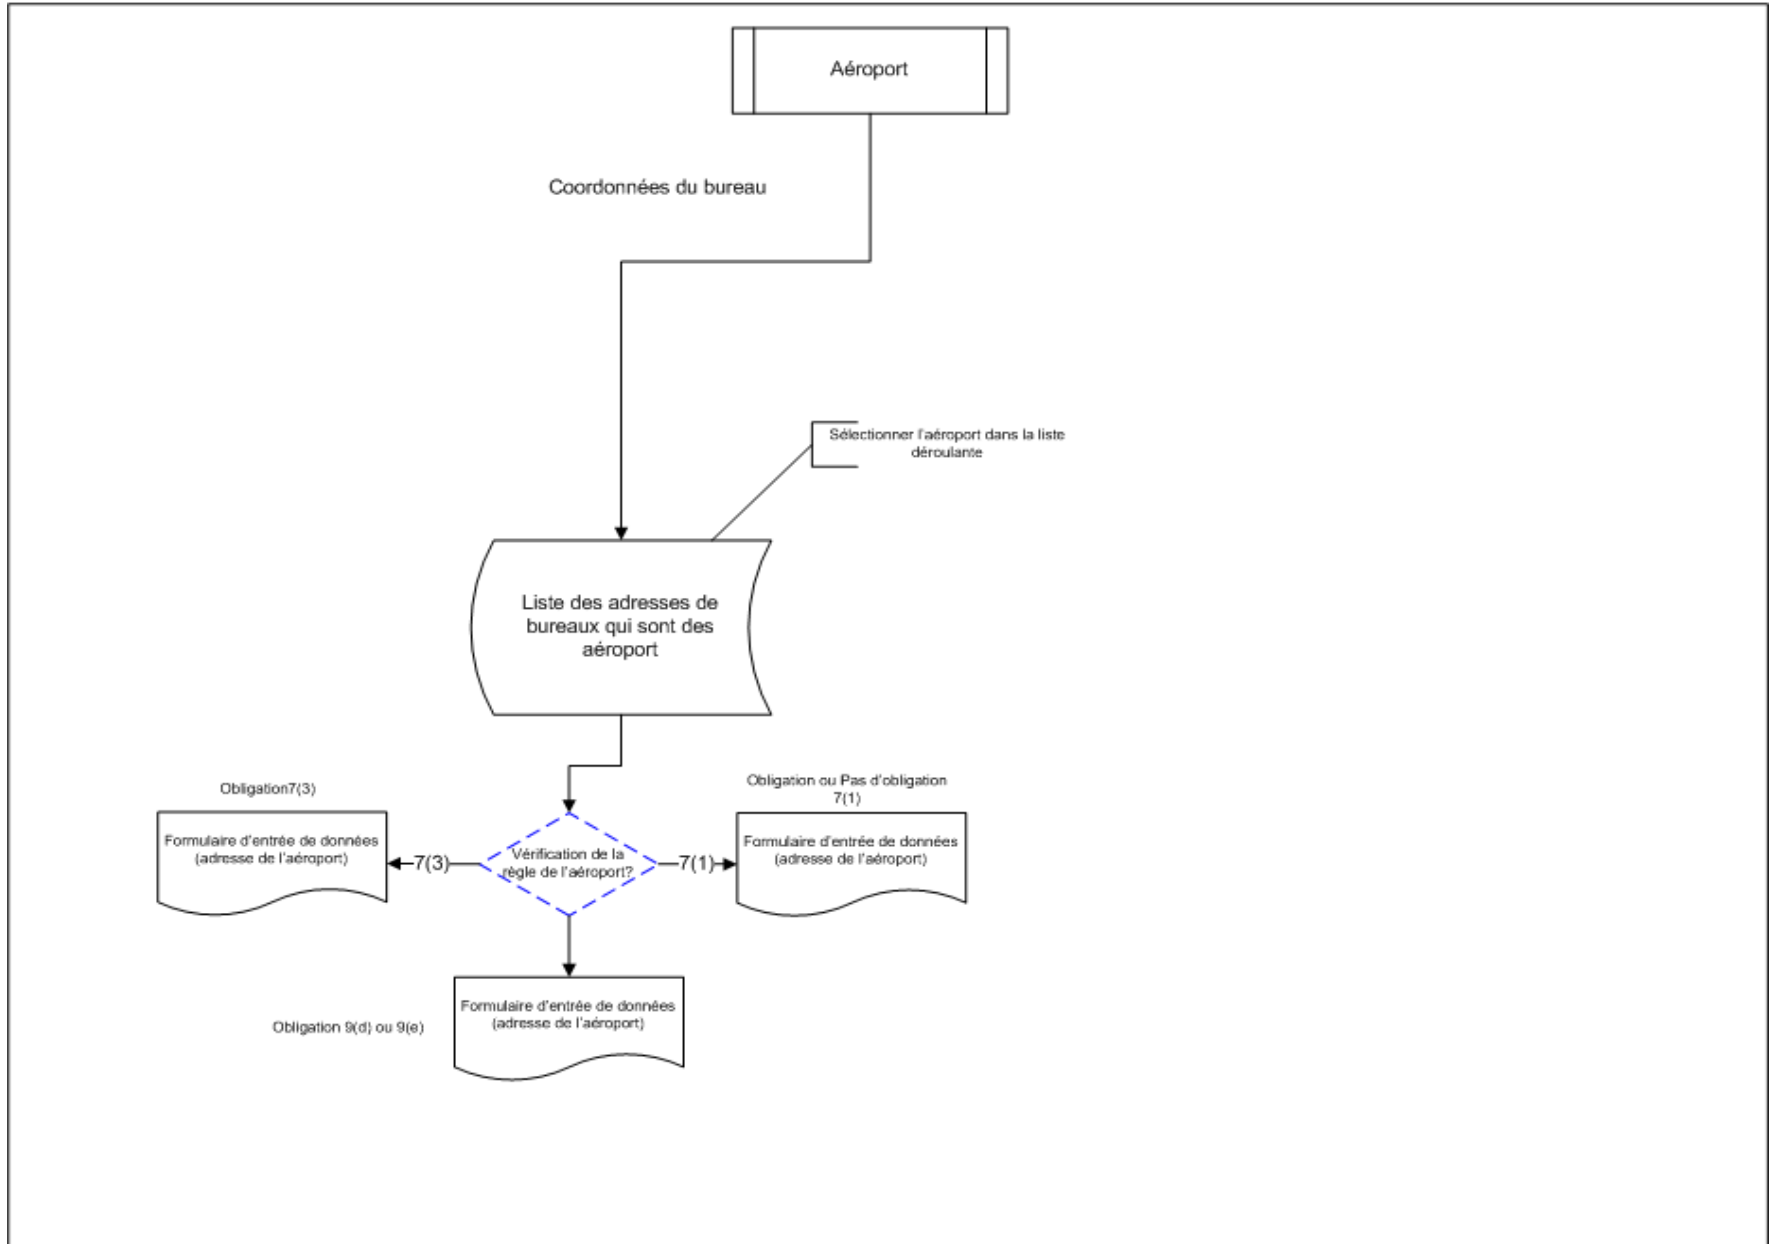 Aéroport
Coordonnées du bureau
Sélectionner l'aéroport dans la liste
déroulante
Liste des adresses de
bureaux qui sont des
aéroport
Obligation7(3)
Obligation ou Pas d'obligation
7(1)
Formulaire d'entrée de données
(adresse de l'aéroport)
7(3)
Vérification de la
règle de l'aéroport?
7(1)
Formulaire d'entrée de données
(adresse de l'aéroport)
Formulaire d'entrée de données
(adresse de l'aéroport)
Obligation 9(d) ou 9(e)